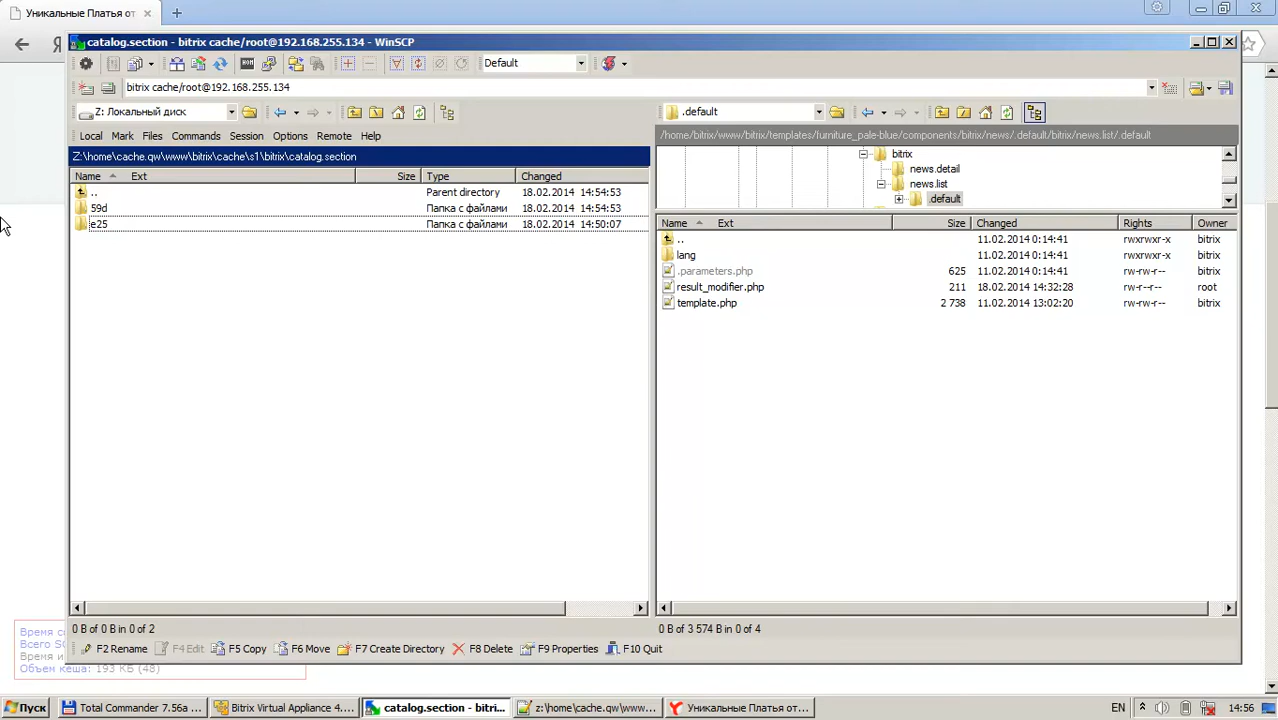 Уникальные Платья от
catalog.section - bitrix cache/root@192.168.255.134 - WinSCP
Default
bitrix cache/root@192.168.255.134
Z: Локальный диск
.default
Local Mark Files Commands Session Options Remote Help
/home/bitrix/www/bitrix/templates/furniture_pale-blue/components/bitrix/news/.default/bitrix/news.list/.default
Z:\home\cache.qw\www\bitrix\cache\s1\bitrix\catalog.section
bitrix
news.detail
news.list
.default
Name Ext Size Type Changed
.. Parent directory 18.02.2014 14:54:53
59d Папка с файлами 18.02.2014 14:54:53
e25 Папка с файлами 18.02.2014 14:50:07
Name Ext Size Changed Rights Owner
.. 11.02.2014 0:14:41 rwxrwxr-x bitrix
lang 11.02.2014 0:14:41 rwxrwxr-x bitrix
.parameters.php 625 11.02.2014 0:14:41 rw-rw-r-- bitrix
result_modifier.php 211 18.02.2014 14:32:28 rw-r--r-- root
template.php 2 738 11.02.2014 13:02:20 rw-rw-r-- bitrix
0 B of 0 B in 0 of 2
0 B of 3 574 B in 0 of 4
F2 Rename F4 Edit F5 Copy F6 Move F7 Create Directory F8 Delete F9 Properties F10 Quit
Время
Всего
Время
Объем кеша: 193 КБ (48)
Пуск
Total Commander 7.56a ...
Bitrix Virtual Appliance 4....
catalog.section - bitri...
z:\home\cache.qw\www...
Уникальные Платья от...
EN
14:56